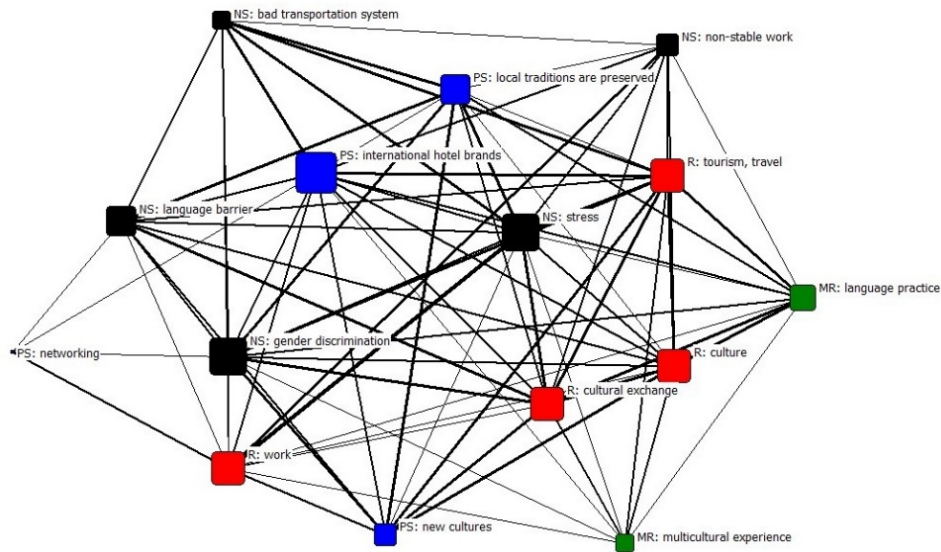 NS: bad transportation system
NS: non-stable work
PS: local traditions are preserved
PS: international hotel brands
R: tourism, travel
NS: language barrier
NS: stress
MR: language practice
NS: gender discrimination
PS: networking
R: culture
R: cultural exchange
R: work
PS: new cultures
MR: multicultural experience